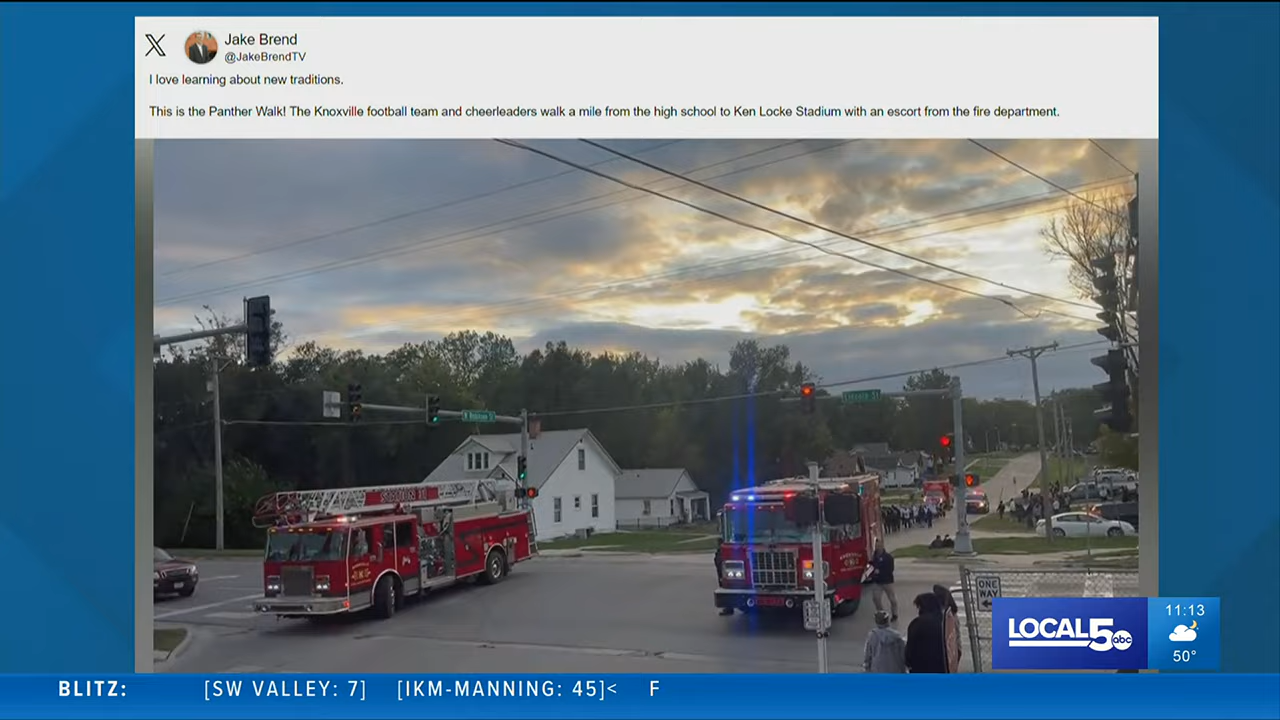 Jake Brend
@JakeBrendTV
I love learning about new traditions.
This is the Panther Walk! The Knoxville football team and cheerleaders walk a mile from the high school to Ken Locke Stadium with an escort from the fire department.
STATION 31
ONE
WAY
LOCAL 5 abc
11:13
50°
BLITZ: [SW VALLEY: 7] [IKM-MANNING: 45]< F